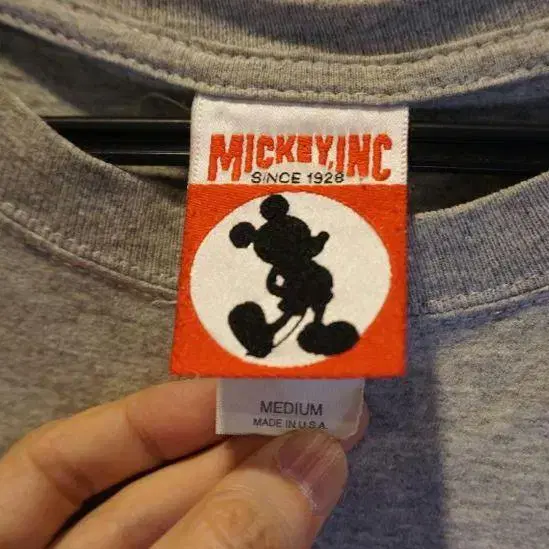 MICKEY,INC
SINCE 1928
MEDIUM
MADE IN U.S.A.